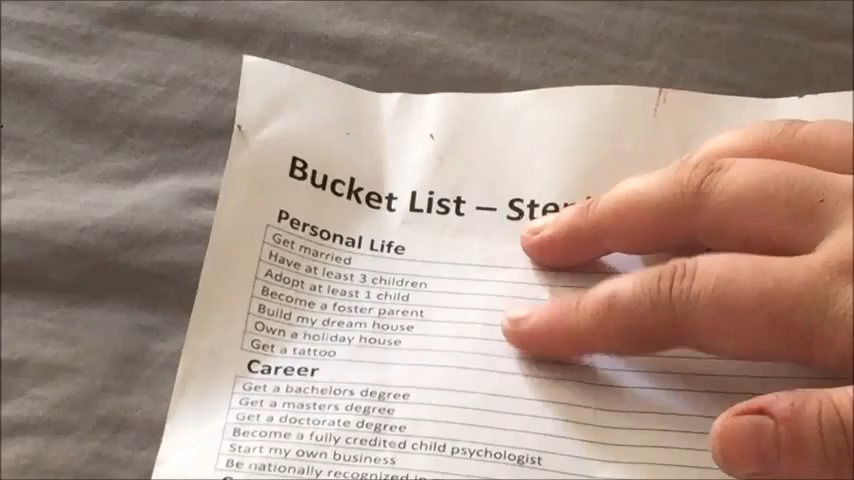 Bucket List –
Personal Life
Get married
Have at least 3 children
Adopt at least 1 child
Become a foster parent
Build my dream house
Own a holiday house
Get a tattoo
Career
Get a bachelors degree
Get a masters degree
Get a doctorate degree
Become a fully credited child psychologist
Start my own business
Be nationally recognized in